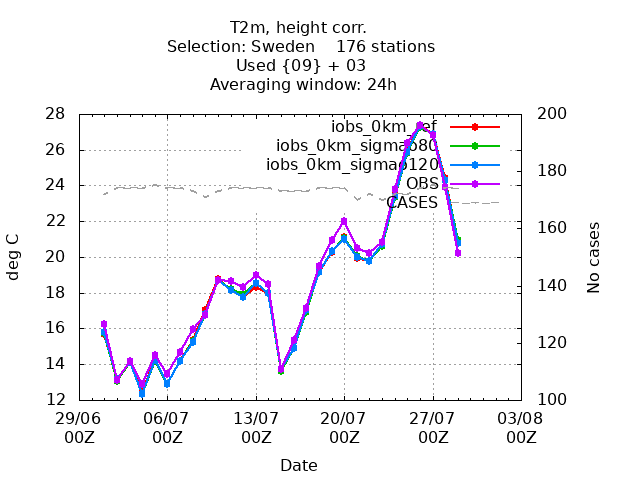 T2m, height corr.
Selection: Sweden 176 stations
Used {09} + 03
Averaging window: 24h
28
26
24
22
20
18
16
14
12
deg C
200
180
160
140
120
100
No cases
iobs_0km_ref
iobs_0km_sigmao80
iobs_0km_sigmao120
OBS
CASES
29/06 06/07 13/07 20/07 27/07 03/08
00Z 00Z 00Z 00Z 00Z 00Z
Date